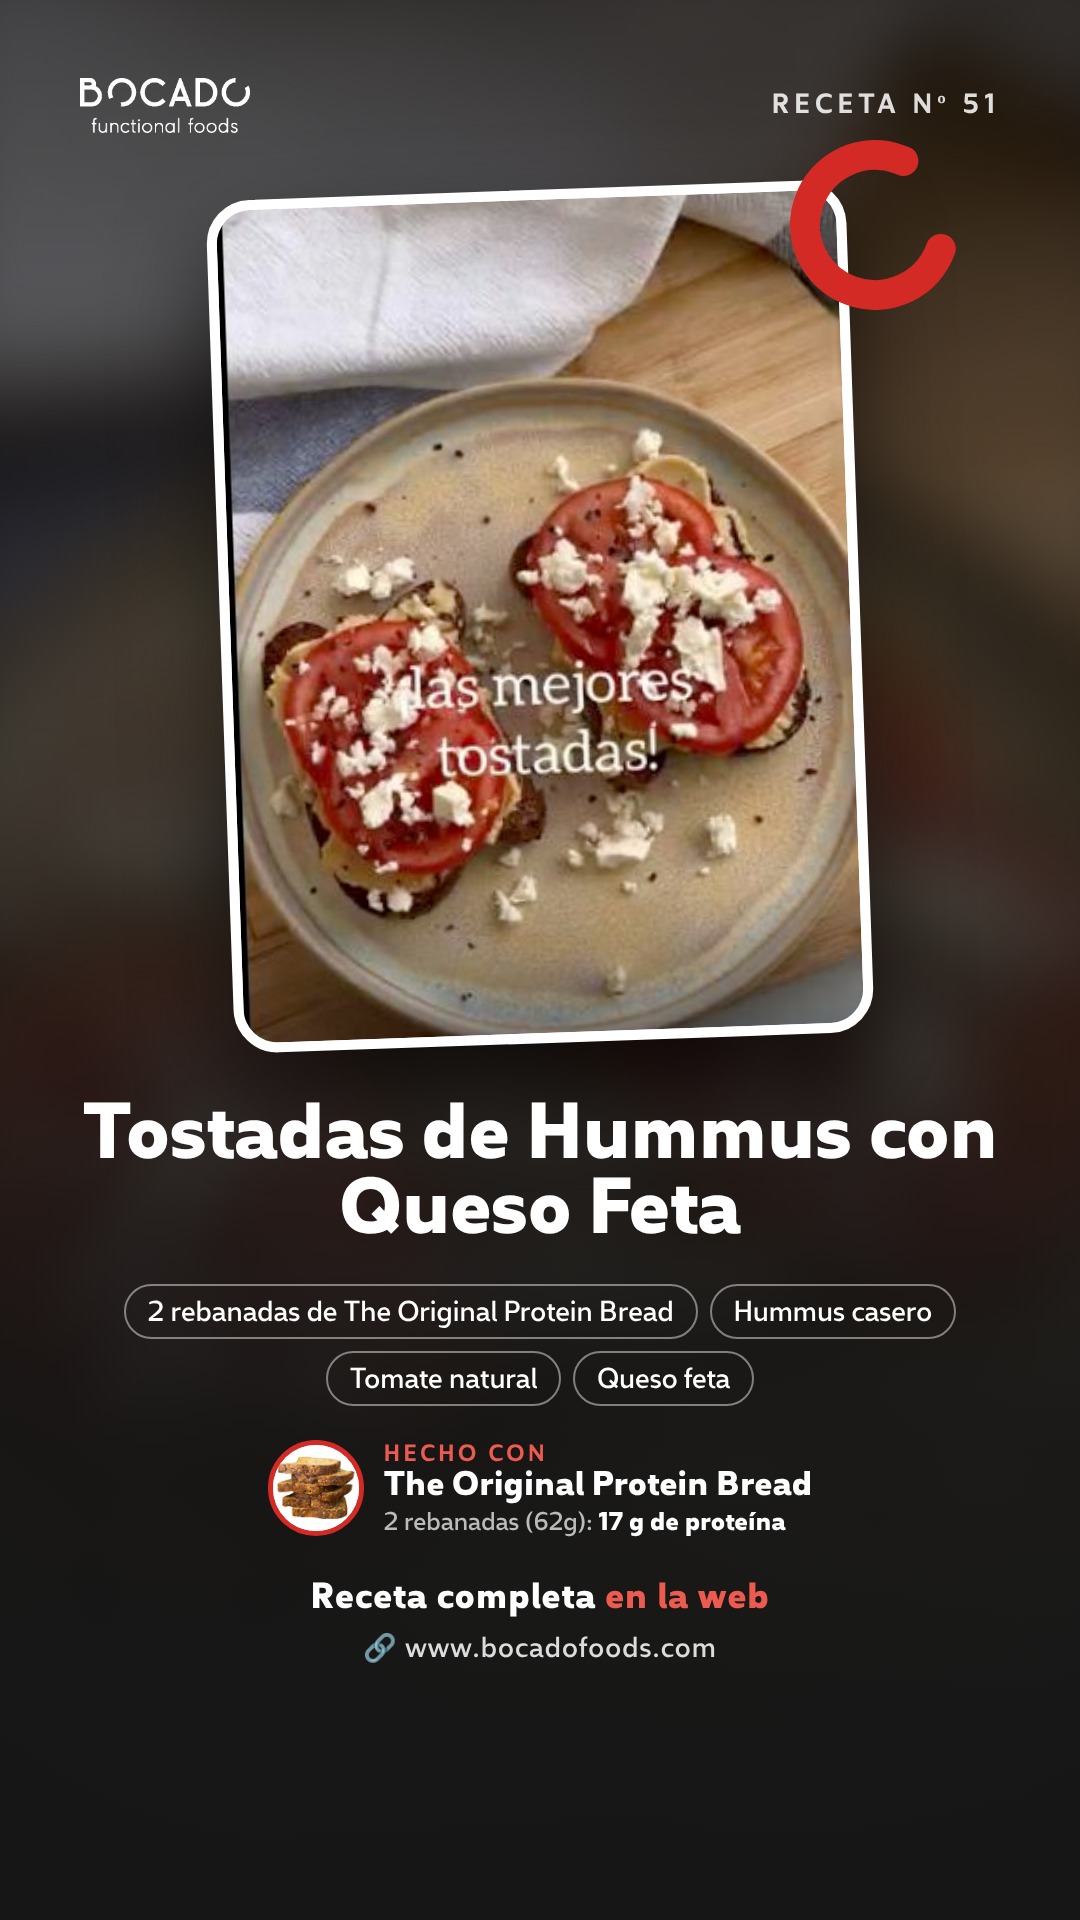 BOCADO
functional foods
RECETA Nº 51
¡las mejores
tostadas!
Tostadas de Hummus con
Queso Feta
2 rebanadas de The Original Protein Bread
Hummus casero
Tomate natural
Queso feta
HECHO CON
The Original Protein Bread
2 rebanadas (62g): 17 g de proteína
Receta completa en la web
🔗 www.bocadofoods.com